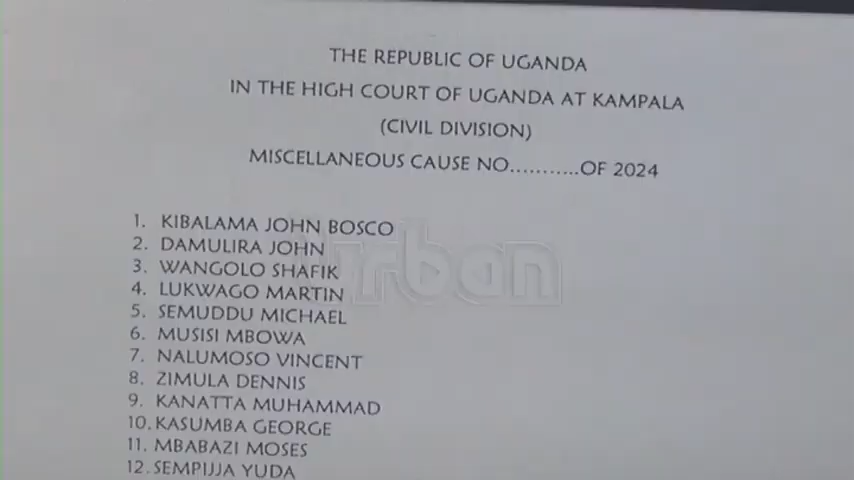 THE REPUBLIC OF UGANDA
IN THE HIGH COURT OF UGANDA AT KAMPALA
(CIVIL DIVISION)
MISCELLANEOUS CAUSE NO...........OF 2024
1. KIBALAMA JOHN BOSCO
2. DAMULIRA JOHN
3. WANGOLO SHAFIK
urban
4. LUKWAGO MARTIN
5. SEMUDDU MICHAEL
6. MUSISI MBOWA
7. NALUMOSO VINCENT
8. ZIMULA DENNIS
9. KANATTA MUHAMMAD
10. KASUMBA GEORGE
11. MBABAZI MOSES
12. SEMPIJJA YUDA